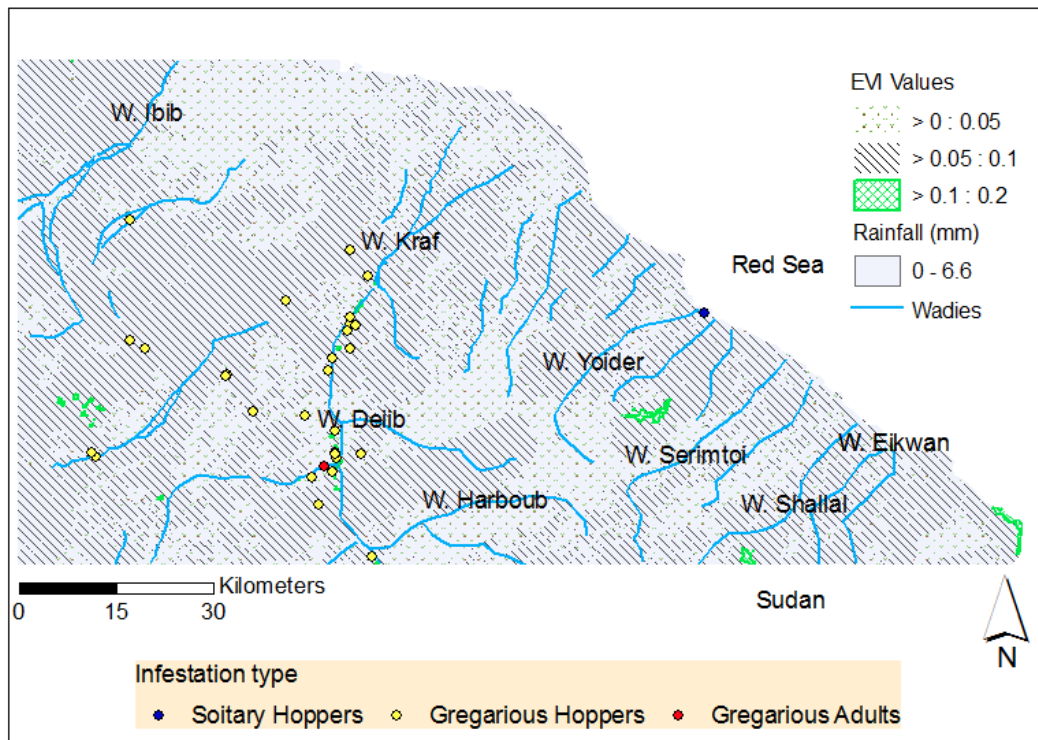 EVI Values
> 0 : 0.05
> 0.05 : 0.1
> 0.1 : 0.2
Rainfall (mm)
0 - 6.6
Wadies
W. Ibib
W. Kraf
Red Sea
W. Yoider
W. Deiib
W. Eikwan
W. Serimtoi
W. Harboub
W. Shallal
Kilometers
0 15 30
Sudan
N
Infestation type
Soitary Hoppers
Gregarious Hoppers
Gregarious Adults